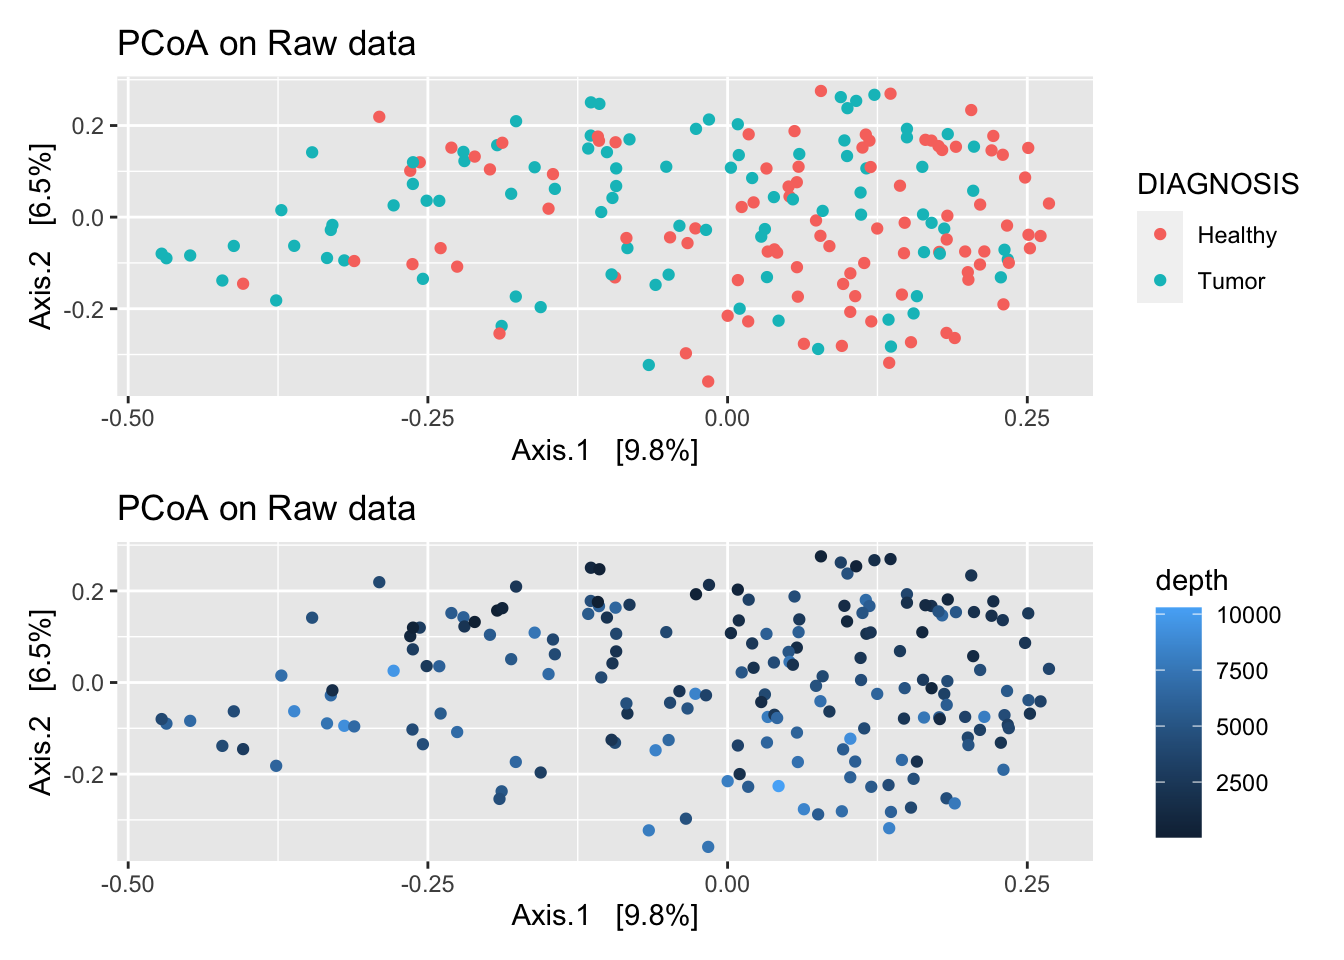 PCoA on Raw data
0.2
0.0
-0.2
Axis.2 [6.5%]
-0.50
-0.25
0.00
0.25
Axis.1 [9.8%]
DIAGNOSIS
Healthy
Tumor
PCoA on Raw data
0.2
0.0
-0.2
Axis.2 [6.5%]
-0.50
-0.25
0.00
0.25
Axis.1 [9.8%]
depth
10000
7500
5000
2500